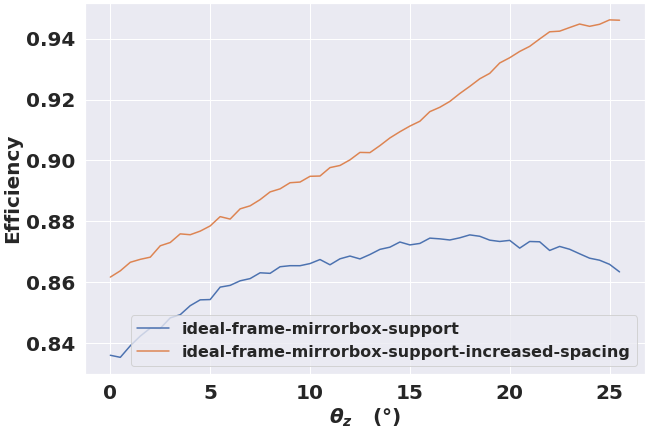 0.94
0.92
0.90
0.88
0.86
0.84
Efficiency
ideal-frame-mirrorbox-support
ideal-frame-mirrorbox-support-increased-spacing
0 5 10 15 20 25
θz (°)